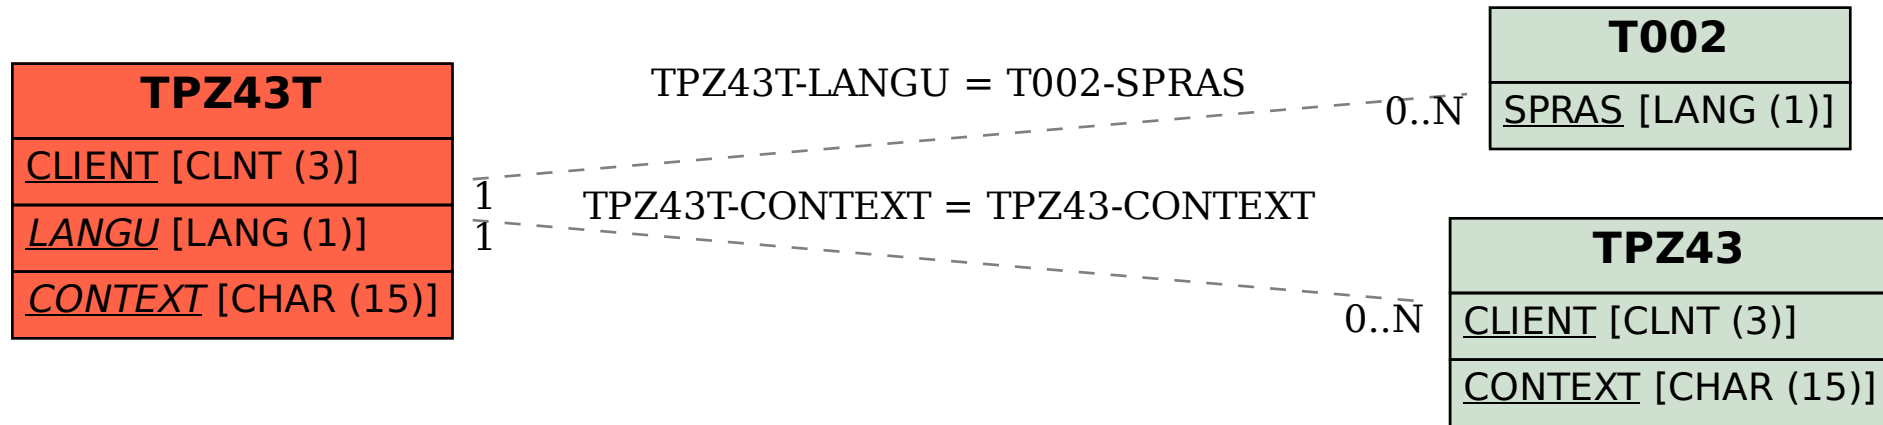 TPZ43T
CLIENT [CLNT (3)]
LANGU [LANG (1)]
CONTEXT [CHAR (15)]
TPZ43T-LANGU = T002-SPRAS
1
0..N
TPZ43T-CONTEXT = TPZ43-CONTEXT
1
0..N
T002
SPRAS [LANG (1)]
TPZ43
CLIENT [CLNT (3)]
CONTEXT [CHAR (15)]